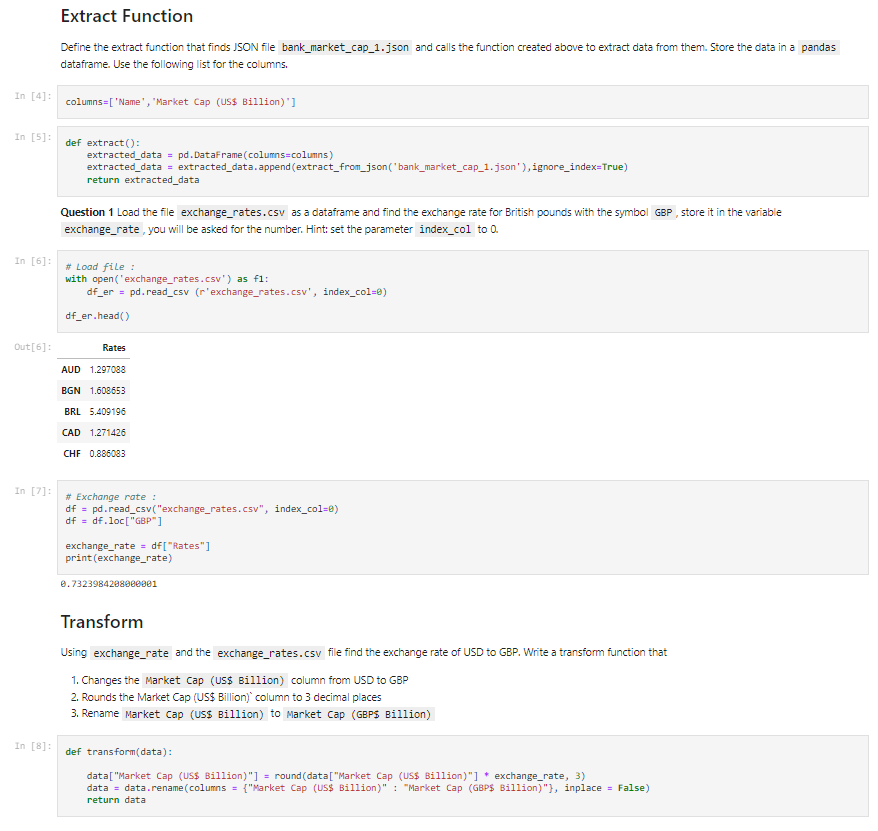 Extract Function
Define the extract function that finds JSON file bank_market_cap_1.json and calls the function created above to extract data from them. Store the data in a pandas
dataframe. Use the following list for the columns.
In [4]: columns=['Name','Market Cap (US$ Billion)']
In [5]: def extract():
    extracted_data = pd.DataFrame(columns=columns)
    extracted_data = extracted_data.append(extract_from_json('bank_market_cap_1.json'),ignore_index=True)
    return extracted_data
Question 1 Load the file exchange_rates.csv as a dataframe and find the exchange rate for British pounds with the symbol GBP , store it in the variable
exchange_rate , you will be asked for the number. Hint: set the parameter index_col to 0.
In [6]: # Load file :
with open('exchange_rates.csv') as f1:
    df_er = pd.read_csv (r'exchange_rates.csv', index_col=0)
df_er.head()
Out[6]: Rates
AUD 1.297088
BGN 1.608653
BRL 5.409196
CAD 1.271426
CHF 0.886083
In [7]: # Exchange rate :
df = pd.read_csv("exchange_rates.csv", index_col=0)
df = df.loc["GBP"]
exchange_rate = df["Rates"]
print(exchange_rate)
0.7323984208000001
Transform
Using exchange_rate and the exchange_rates.csv file find the exchange rate of USD to GBP. Write a transform function that
1. Changes the Market Cap (US$ Billion) column from USD to GBP
2. Rounds the Market Cap (US$ Billion)` column to 3 decimal places
3. Rename Market Cap (US$ Billion) to Market Cap (GBP$ Billion)
In [8]: def transform(data):
    data["Market Cap (US$ Billion)"] = round(data["Market Cap (US$ Billion)"] * exchange_rate, 3)
    data = data.rename(columns = {"Market Cap (US$ Billion)" : "Market Cap (GBP$ Billion)"}, inplace = False)
    return data